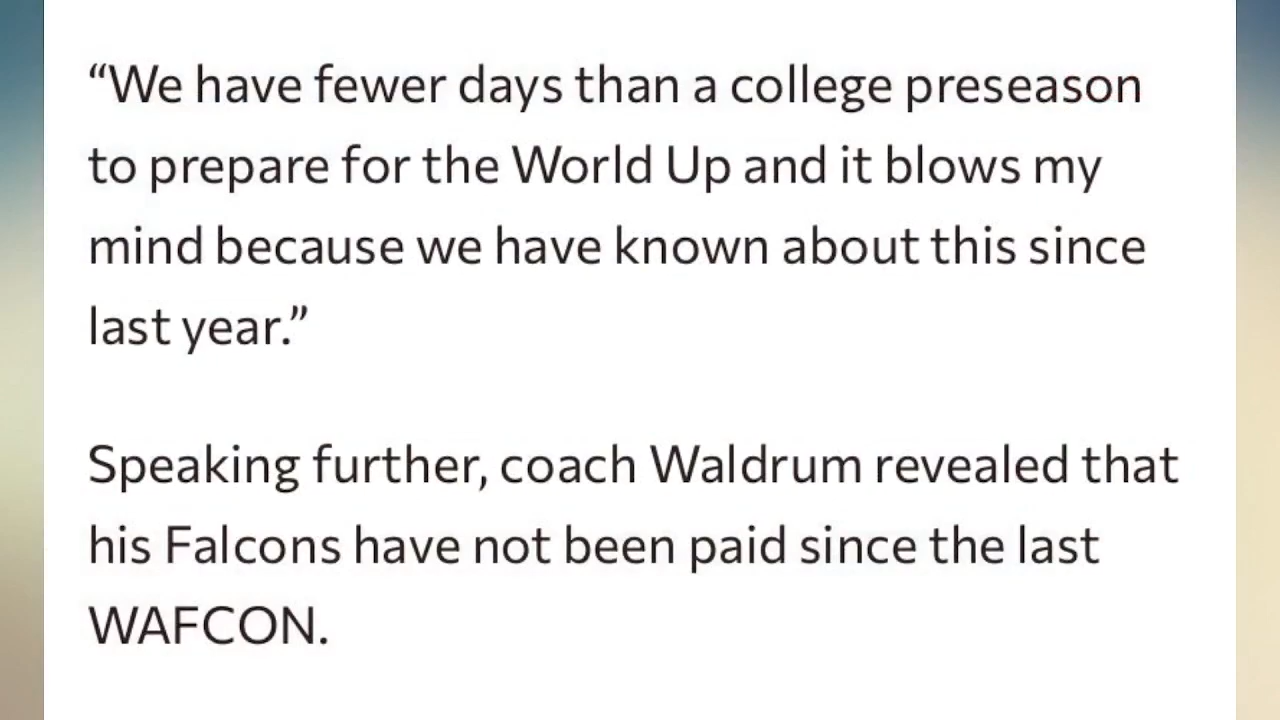 “We have fewer days than a college preseason
to prepare for the World Up and it blows my
mind because we have known about this since
last year.”
Speaking further, coach Waldrum revealed that
his Falcons have not been paid since the last
WAFCON.